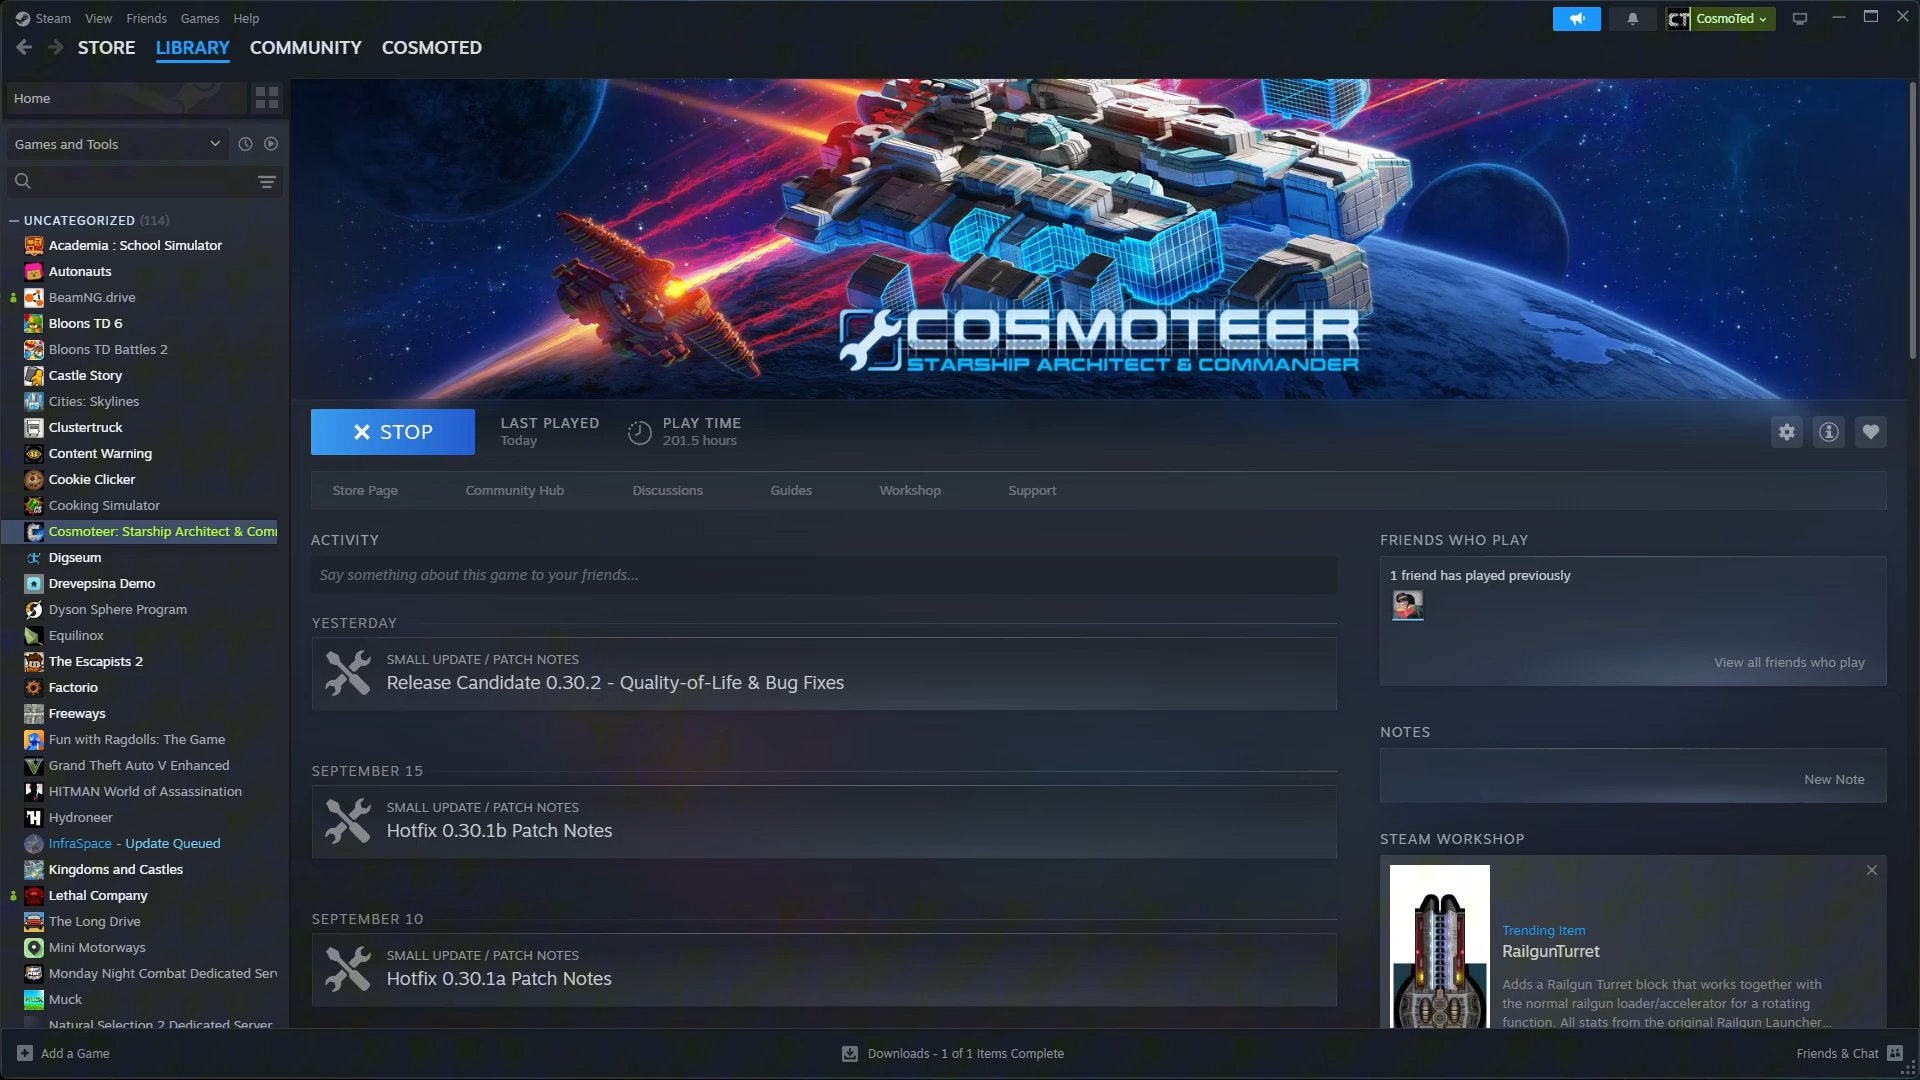 Steam View Friends Games Help
CosmoTed
STORE LIBRARY COMMUNITY COSMOTED
Home
Games and Tools
UNCATEGORIZED (114)
Academia : School Simulator
Autonauts
BeamNG.drive
Bloons TD 6
Bloons TD Battles 2
Castle Story
Cities: Skylines
Clustertruck
Content Warning
Cookie Clicker
Cooking Simulator
Cosmoteer: Starship Architect & Com
Digseum
Drevepsina Demo
Dyson Sphere Program
Equilinox
The Escapists 2
Factorio
Freeways
Fun with Ragdolls: The Game
Grand Theft Auto V Enhanced
HITMAN World of Assassination
Hydroneer
InfraSpace - Update Queued
Kingdoms and Castles
Lethal Company
The Long Drive
Mini Motorways
Monday Night Combat Dedicated Ser
Muck
Natural Selection 2 Dedicated Server
COSMOTEER
STARSHIP ARCHITECT & COMMANDER
STOP
LAST PLAYED
Today
PLAY TIME
201.5 hours
Store Page Community Hub Discussions Guides Workshop Support
ACTIVITY
Say something about this game to your friends...
YESTERDAY
SMALL UPDATE / PATCH NOTES
Release Candidate 0.30.2 - Quality-of-Life & Bug Fixes
SEPTEMBER 15
SMALL UPDATE / PATCH NOTES
Hotfix 0.30.1b Patch Notes
SEPTEMBER 10
SMALL UPDATE / PATCH NOTES
Hotfix 0.30.1a Patch Notes
FRIENDS WHO PLAY
1 friend has played previously
View all friends who play
NOTES
New Note
STEAM WORKSHOP
Trending Item
RailgunTurret
Adds a Railgun Turret block that works together with
the normal railgun loader/accelerator for a rotating
function. All stats from the original Railgun Launcher...
Add a Game
Downloads - 1 of 1 Items Complete
Friends & Chat